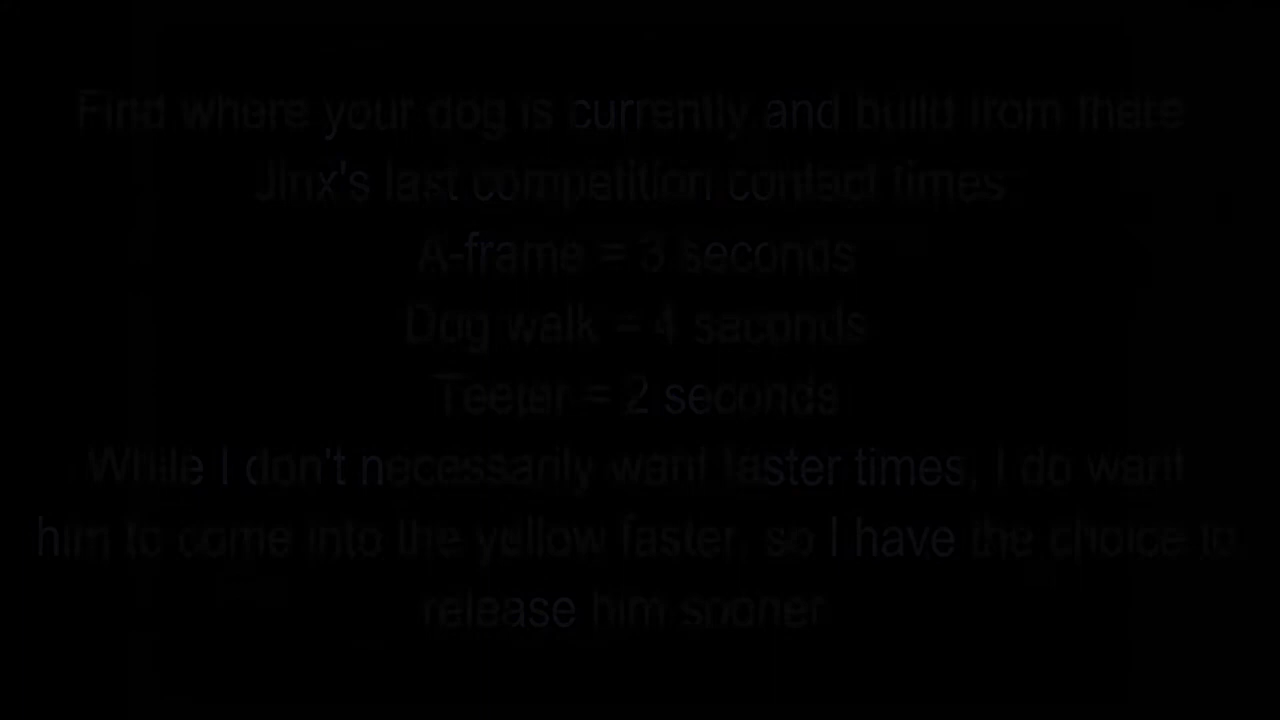 Find where your dog is currently and build from there
Jinx's last competition contact times:
A-frame = 3 seconds
Dog walk = 4 seconds
Teeter = 2 seconds
While I don't necessarily want faster times, I do want
him to come into the yellow faster, so I have the choice to
release him sooner